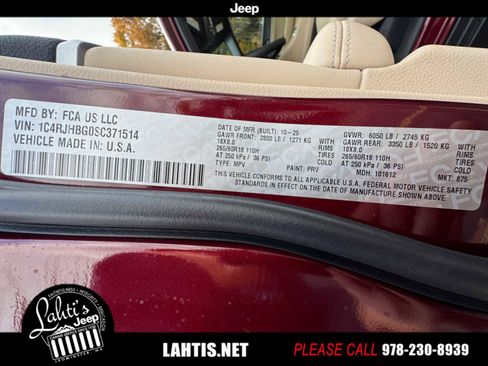 Jeep
MFD BY: FCA US LLC
VIN: 1C4RJHBG0SC371514
VEHICLE MADE IN: U.S.A.
DATE OF MFR (BUILT): 10-25
GVWR: 6050 LB / 2745 KG
GAWR FRONT: 2800 LB / 1271 KG
WITH
GAWR REAR: 3350 LB / 1520 KG
WITH
18X8.0
RIMS
18X8.0
RIMS
265/60R18 110H
TIRES
265/60R18 110H
TIRES
AT 250 kPa / 36 PSI
AT 250 kPa / 36 PSI
PAINT: PRV
MDH: 101612
MKT: 875
THIS VEHICLE CONFORMS TO ALL APPLICABLE U.S.A. FEDERAL MOTOR VEHICLE SAFETY
STANDARDS IN EFFECT ON THE DATE OF MANUFACTURE SHOWN ABOVE.
Lahti's
Jeep
LAHTIS.NET
PLEASE CALL 978-230-8939